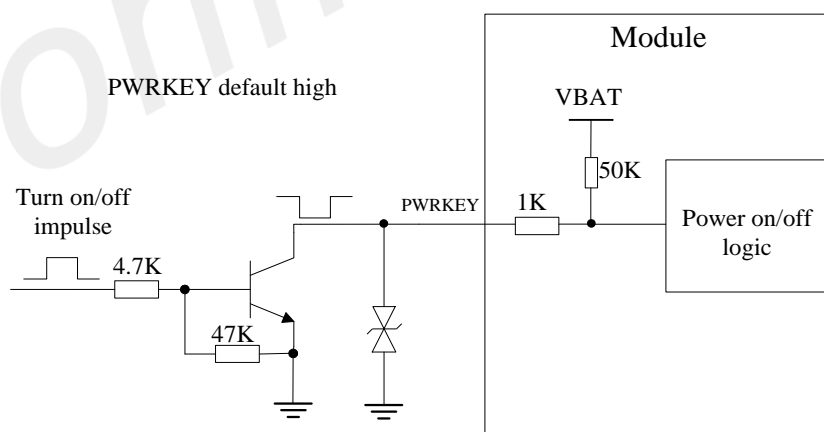 Module
PWRKEY default high
VBAT
50K
Turn on/off
impulse
PWRKEY
1K
Power on/off
logic
4.7K
47K